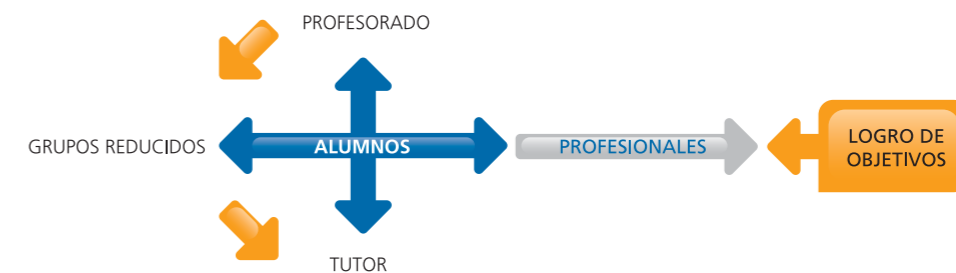 PROFESORADO
GRUPOS REDUCIDOS
ALUMNOS
PROFESIONALES
LOGRO DE
OBJETIVOS
TUTOR